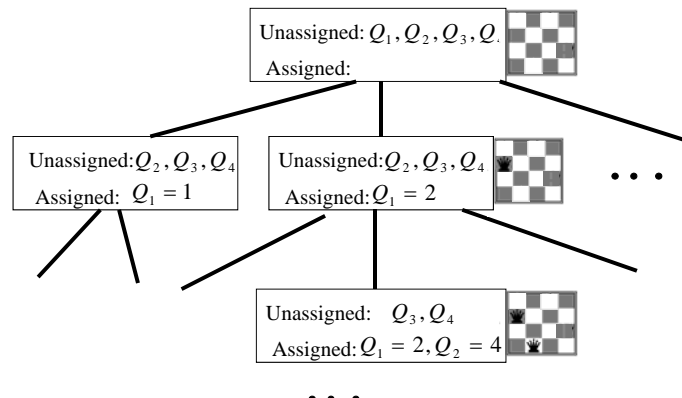 Unassigned: Q₁, Q₂, Q₃, Q
Assigned:
Unassigned: Q₂, Q₃, Q₄
Assigned: Q₁ = 1
Unassigned: Q₂, Q₃, Q₄
Assigned: Q₁ = 2
• • •
Unassigned: Q₃, Q₄
Assigned: Q₁ = 2, Q₂ = 4
• • •